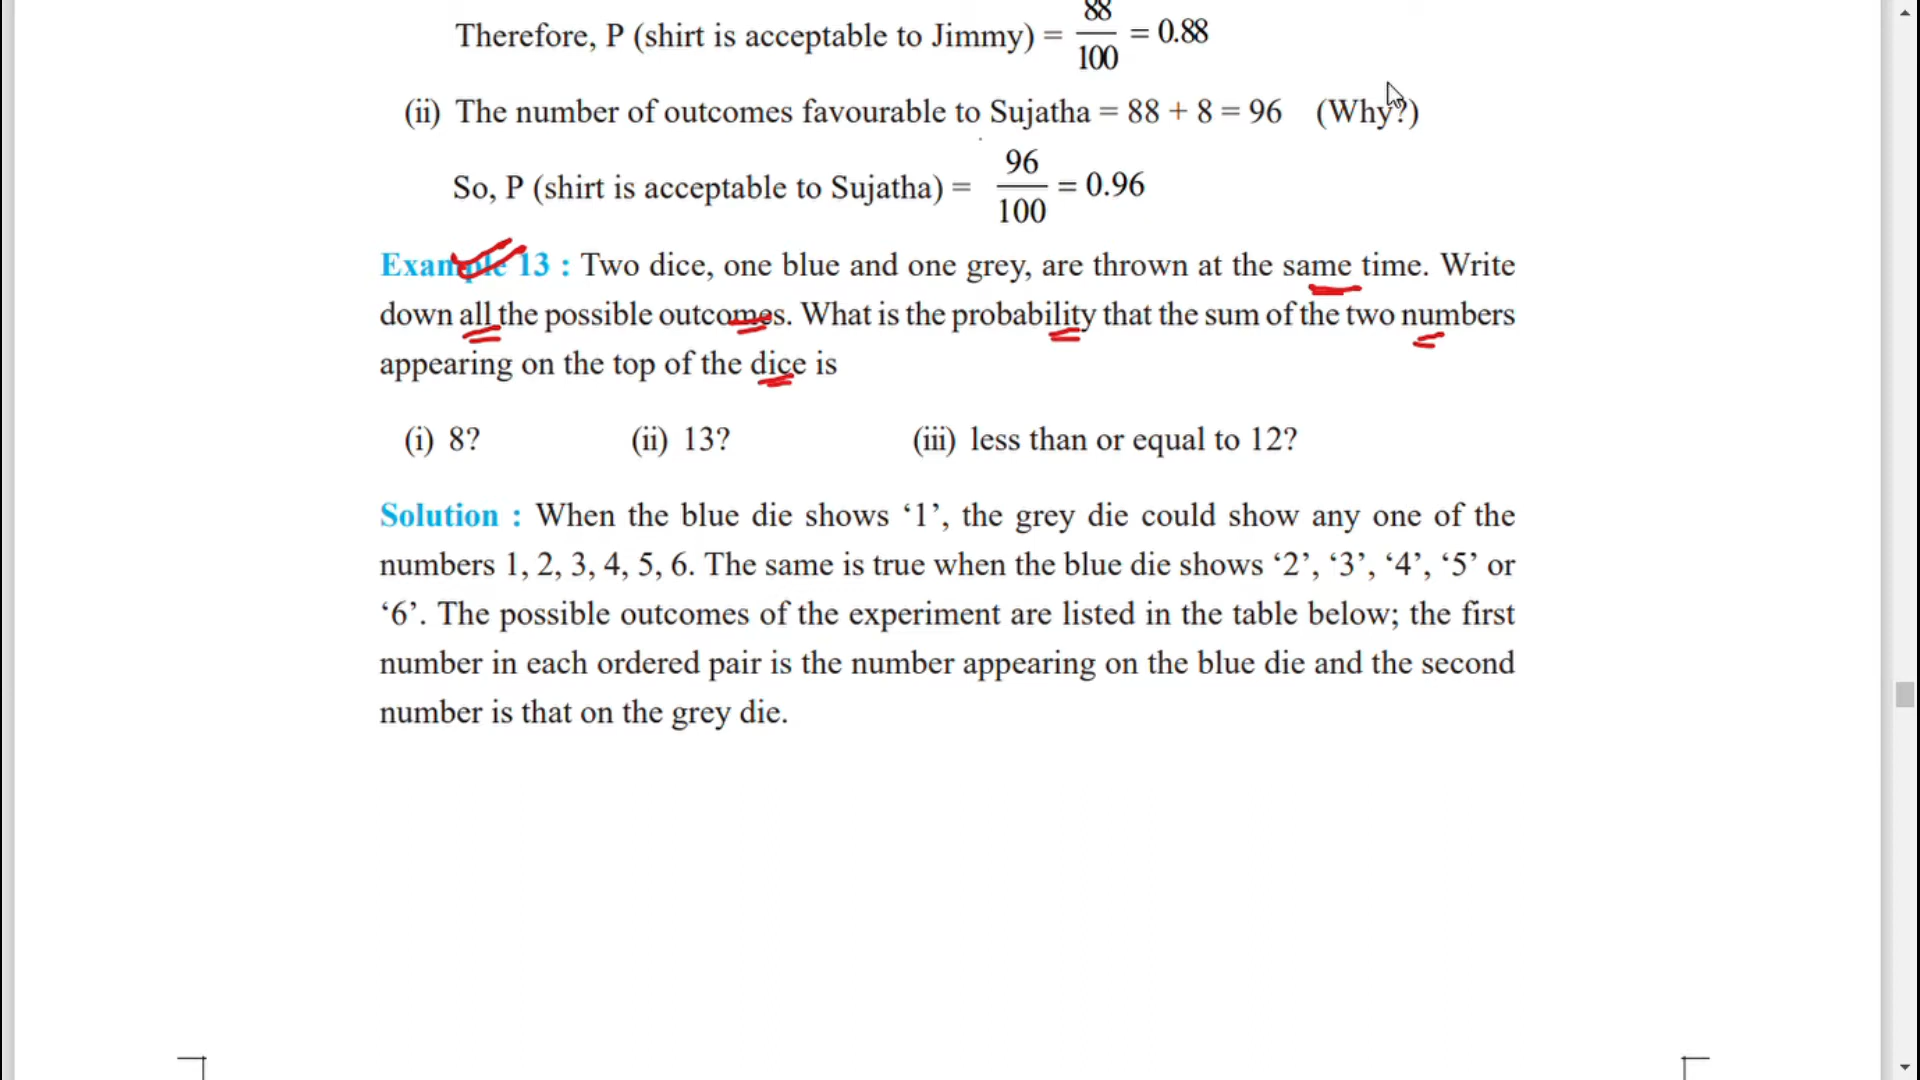 Therefore, P (shirt is acceptable to Jimmy) = 88/100 = 0.88
(ii) The number of outcomes favourable to Sujatha = 88 + 8 = 96 (Why?)
So, P (shirt is acceptable to Sujatha) = 96/100 = 0.96
Example 13 : Two dice, one blue and one grey, are thrown at the same time. Write
down all the possible outcomes. What is the probability that the sum of the two numbers
appearing on the top of the dice is
(i) 8? (ii) 13? (iii) less than or equal to 12?
Solution : When the blue die shows ‘1’, the grey die could show any one of the
numbers 1, 2, 3, 4, 5, 6. The same is true when the blue die shows ‘2’, ‘3’, ‘4’, ‘5’ or
‘6’. The possible outcomes of the experiment are listed in the table below; the first
number in each ordered pair is the number appearing on the blue die and the second
number is that on the grey die.